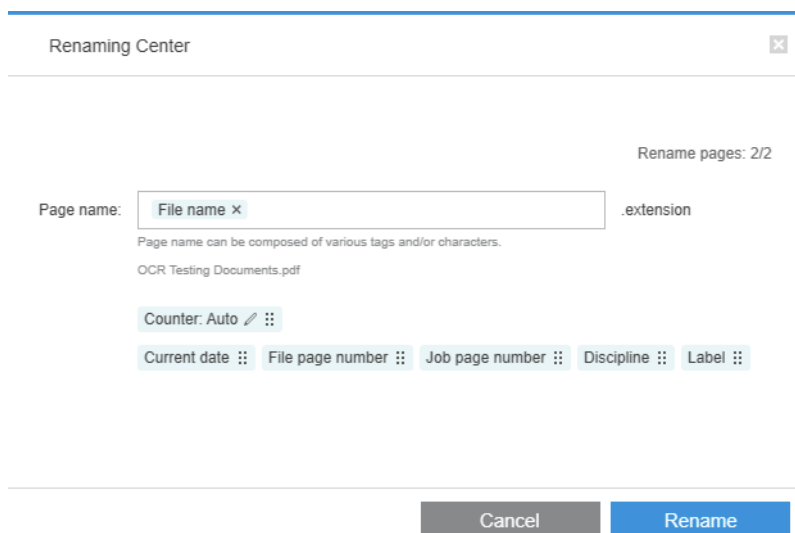 Renaming Center
Rename pages: 2/2
Page name: File name × .extension
Page name can be composed of various tags and/or characters.
OCR Testing Documents.pdf
Counter: Auto
Current date File page number Job page number Discipline Label
Cancel Rename